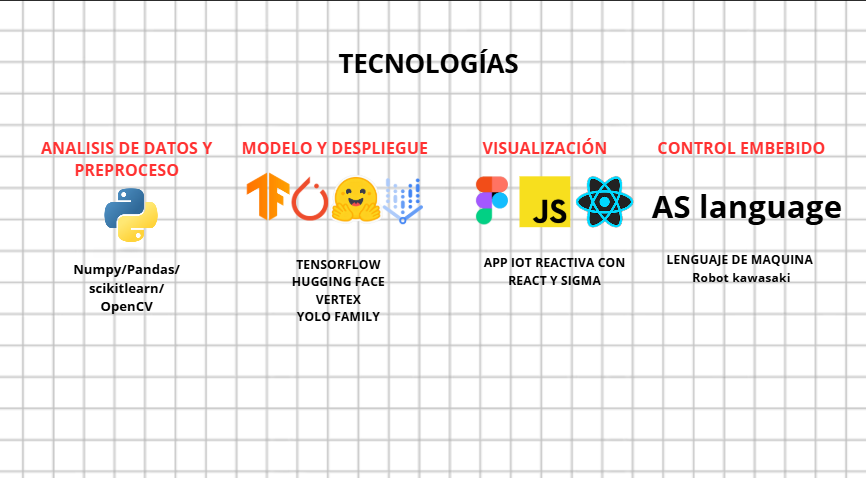 TECNOLOGÍAS
ANALISIS DE DATOS Y
PREPROCESO
Numpy/Pandas/
scikitlearn/
OpenCV
MODELO Y DESPLIEGUE
TENSORFLOW
HUGGING FACE
VERTEX
YOLO FAMILY
VISUALIZACIÓN
JS
APP IOT REACTIVA CON
REACT Y SIGMA
CONTROL EMBEBIDO
AS language
LENGUAJE DE MAQUINA
Robot kawasaki